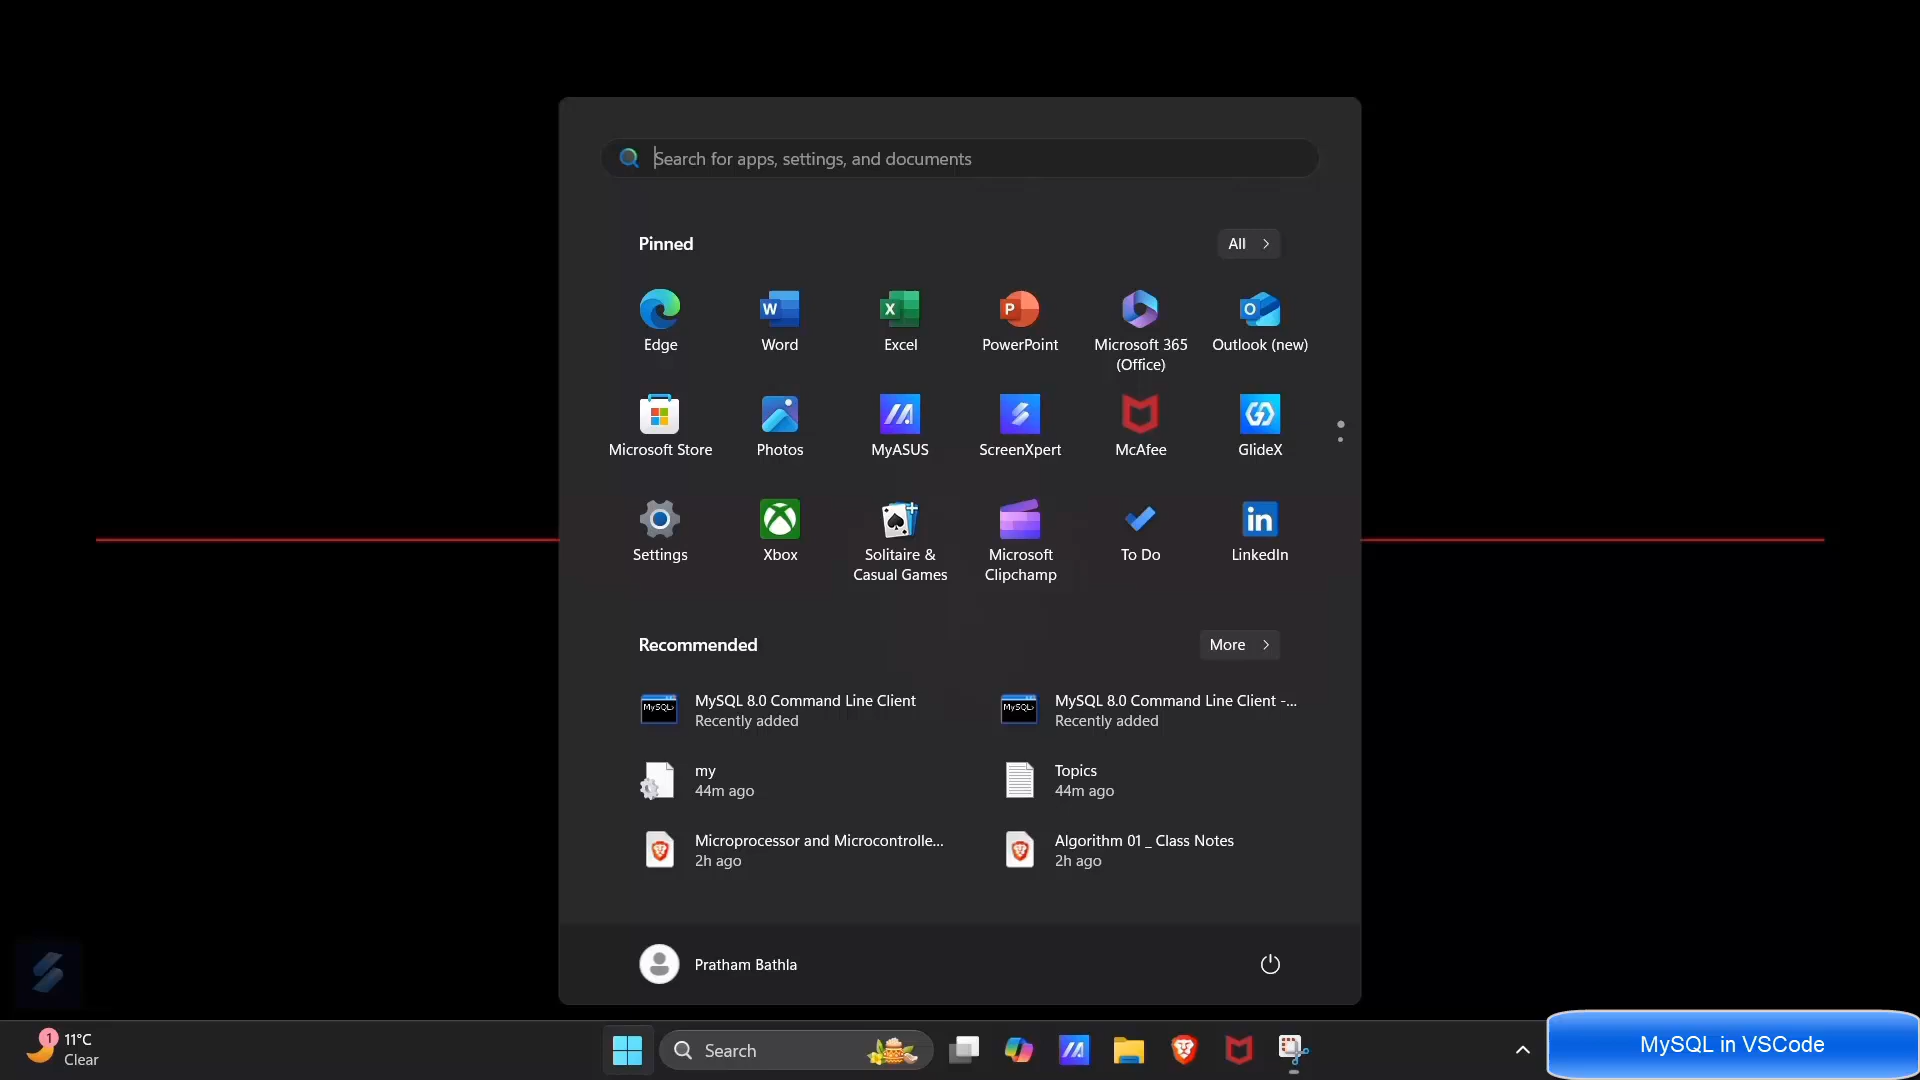 Search for apps, settings, and documents
Pinned
All
Edge
Word
Excel
PowerPoint
Microsoft 365
(Office)
Outlook (new)
Microsoft Store
Photos
MyASUS
ScreenXpert
McAfee
GlideX
Settings
Xbox
Solitaire &
Casual Games
Microsoft
Clipchamp
To Do
LinkedIn
Recommended
More
MySQL 8.0 Command Line Client
Recently added
MySQL 8.0 Command Line Client -...
Recently added
my
44m ago
Topics
44m ago
Microprocessor and Microcontrolle...
2h ago
Algorithm 01 _ Class Notes
2h ago
Pratham Bathla
1
11°C
Clear
Search
MySQL in VSCode